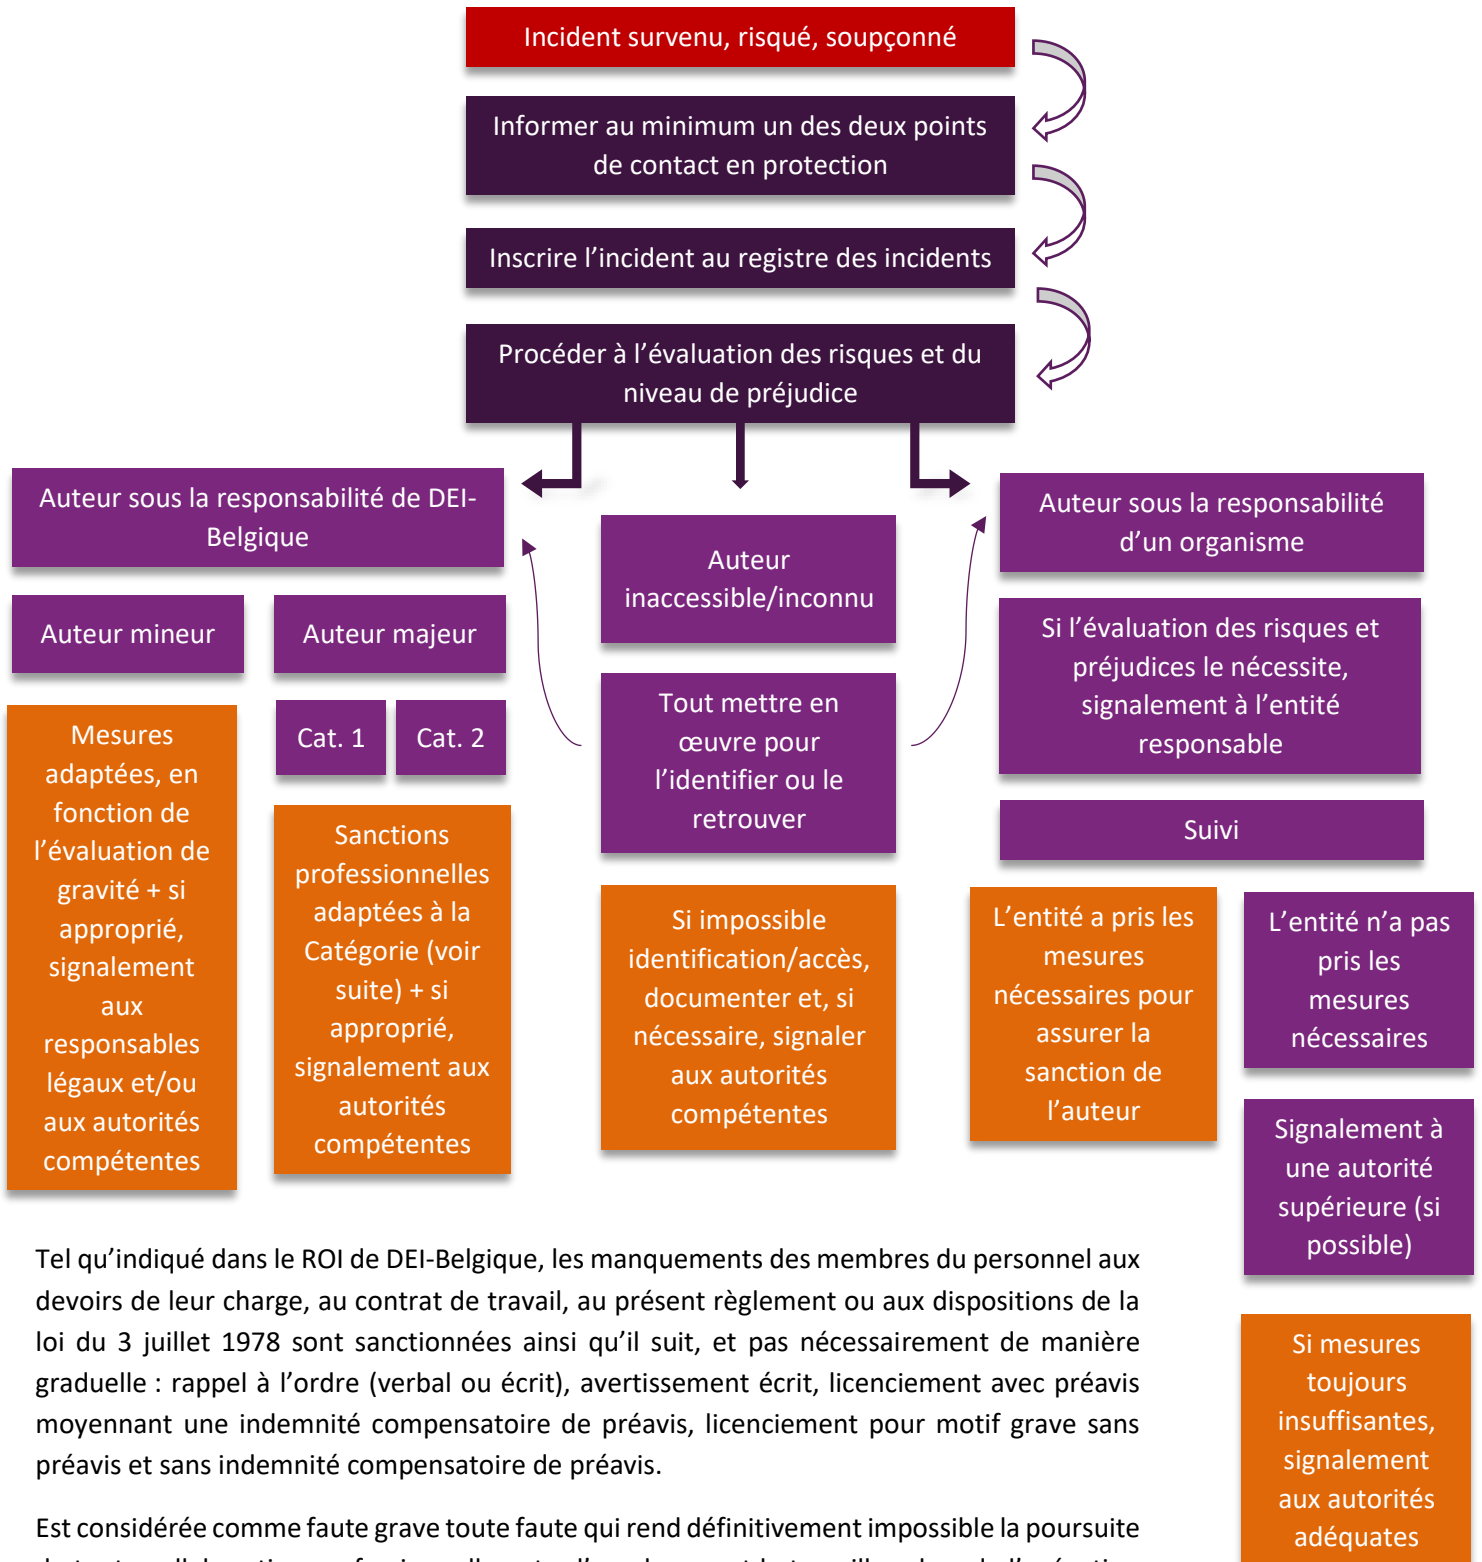 Incident survenu, risqué, soupçonné
Informer au minimum un des deux points
de contact en protection
Inscrire l’incident au registre des incidents
Procéder à l’évaluation des risques et du
niveau de préjudice
Auteur sous la responsabilité de DEI-
Belgique
Auteur mineur
Auteur majeur
Mesures
adaptées, en
fonction de
l’évaluation de
gravité + si
approprié,
signalement
aux
responsables
légaux et/ou
aux autorités
compétentes
Cat. 1
Cat. 2
Sanctions
professionnelles
adaptées à la
Catégorie (voir
suite) + si
approprié,
signalement aux
autorités
compétentes
Auteur
inaccessible/inconnu
Tout mettre en
œuvre pour
l’identifier ou le
retrouver
Si impossible
identification/accès,
documenter et, si
nécessaire, signaler
aux autorités
compétentes
Auteur sous la responsabilité
d’un organisme
Si l’évaluation des risques et
préjudices le nécessite,
signalement à l’entité
responsable
Suivi
L’entité a pris les
mesures
nécessaires pour
assurer la
sanction de
l’auteur
L’entité n’a pas
pris les
mesures
nécessaires
Signalement à
une autorité
supérieure (si
possible)
Si mesures
toujours
insuffisantes,
signalement
aux autorités
adéquates
Tel qu’indiqué dans le ROI de DEI-Belgique, les manquements des membres du personnel aux
devoirs de leur charge, au contrat de travail, au présent règlement ou aux dispositions de la
loi du 3 juillet 1978 sont sanctionnées ainsi qu’il suit, et pas nécessairement de manière
graduelle : rappel à l’ordre (verbal ou écrit), avertissement écrit, licenciement avec préavis
moyennant une indemnité compensatoire de préavis, licenciement pour motif grave sans
préavis et sans indemnité compensatoire de préavis.
Est considérée comme faute grave toute faute qui rend définitivement impossible la poursuite